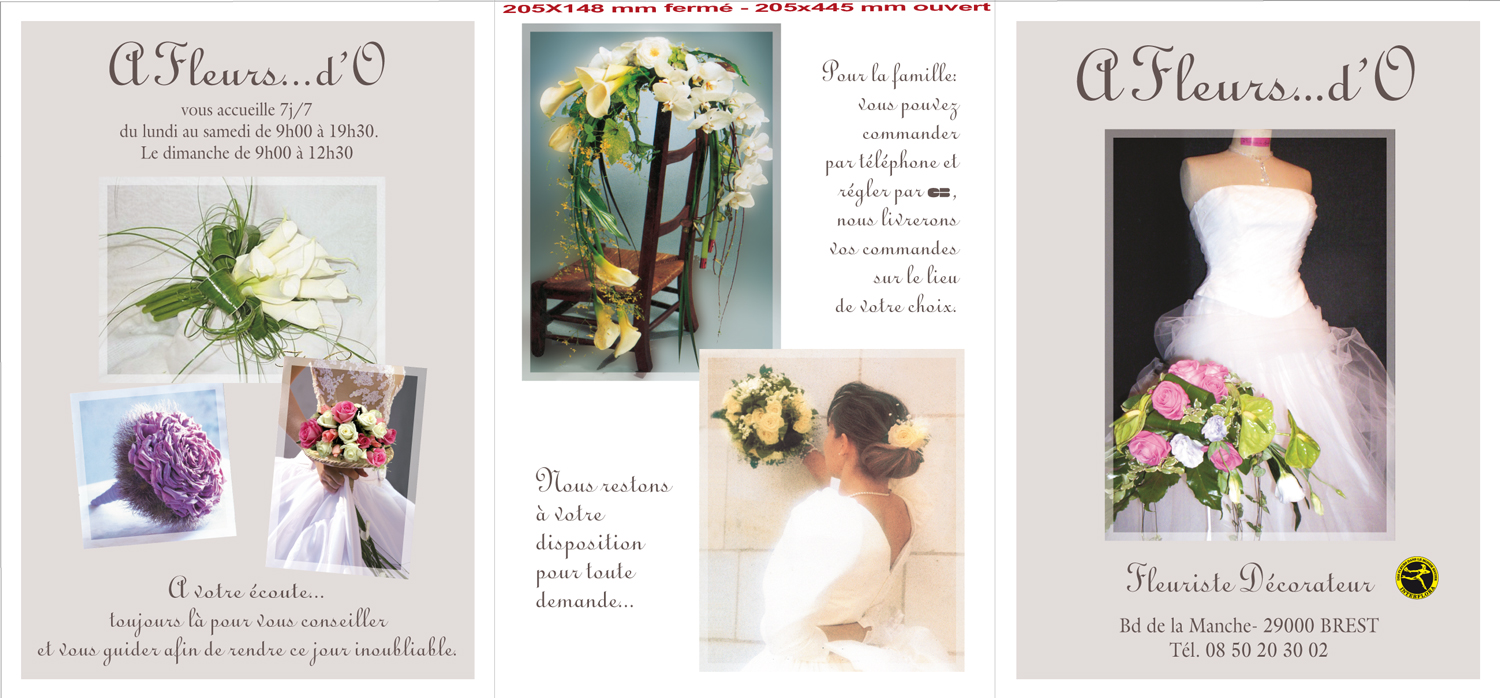 205X148 mm fermé - 205x445 mm ouvert
A Fleurs...d'O
vous accueille 7j/7
du lundi au samedi de 9h00 à 19h30.
Le dimanche de 9h00 à 12h30
A votre écoute...
toujours là pour vous conseiller
et vous guider afin de rendre ce jour inoubliable.
Pour la famille:
vous pouvez
commander
par téléphone et
régler par CB,
nous livrerons
vos commandes
sur le lieu
de votre choix.
Nous restons
à votre
disposition
pour toute
demande...
A Fleurs...d'O
Fleuriste Décorateur
INTERFLORA
Bd de la Manche- 29000 BREST
Tél. 08 50 20 30 02